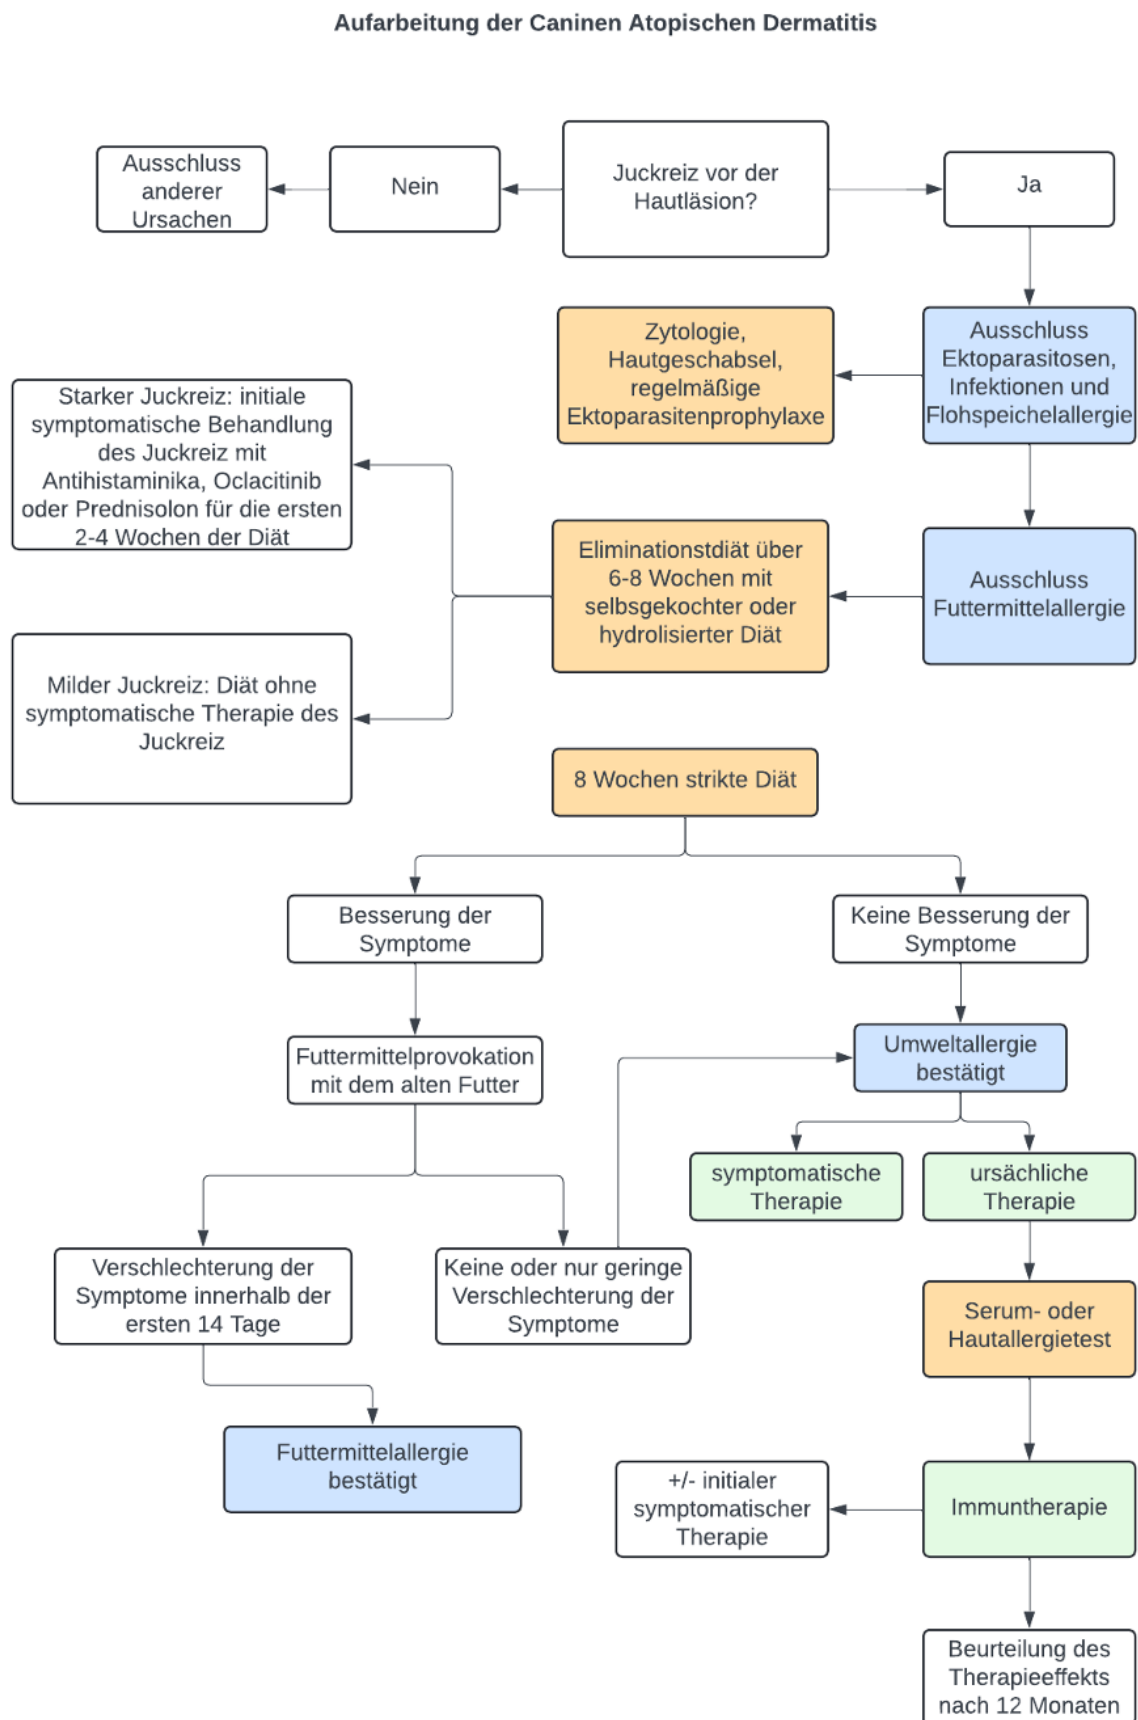 Aufarbeitung der Caninen Atopischen Dermatitis
Ausschluss
anderer
Ursachen
Nein
Juckreiz vor der
Hautläsion?
Ja
Zytologie,
Hautgeschabsel,
regelmäßige
Ektoparasitenprophylaxe
Ausschluss
Ektoparasitosen,
Infektionen und
Flohspeichelallergie
Starker Juckreiz: initiale
symptomatische Behandlung
des Juckreiz mit
Antihistaminika, Oclacitinib
oder Prednisolon für die ersten
2-4 Wochen der Diät
Eliminationstdiät über
6-8 Wochen mit
selbsgekochter oder
hydrolisierter Diät
Ausschluss
Futtermittelallergie
Milder Juckreiz: Diät ohne
symptomatische Therapie des
Juckreiz
8 Wochen strikte Diät
Besserung der
Symptome
Keine Besserung der
Symptome
Futtermittelprovokation
mit dem alten Futter
Umweltallergie
bestätigt
symptomatische
Therapie
ursächliche
Therapie
Verschlechterung der
Symptome innerhalb der
ersten 14 Tage
Keine oder nur geringe
Verschlechterung der
Symptome
Serum- oder
Hautallergietest
Futtermittelallergie
bestätigt
+/- initialer
symptomatischer
Therapie
Immuntherapie
Beurteilung des
Therapieeffekts
nach 12 Monaten